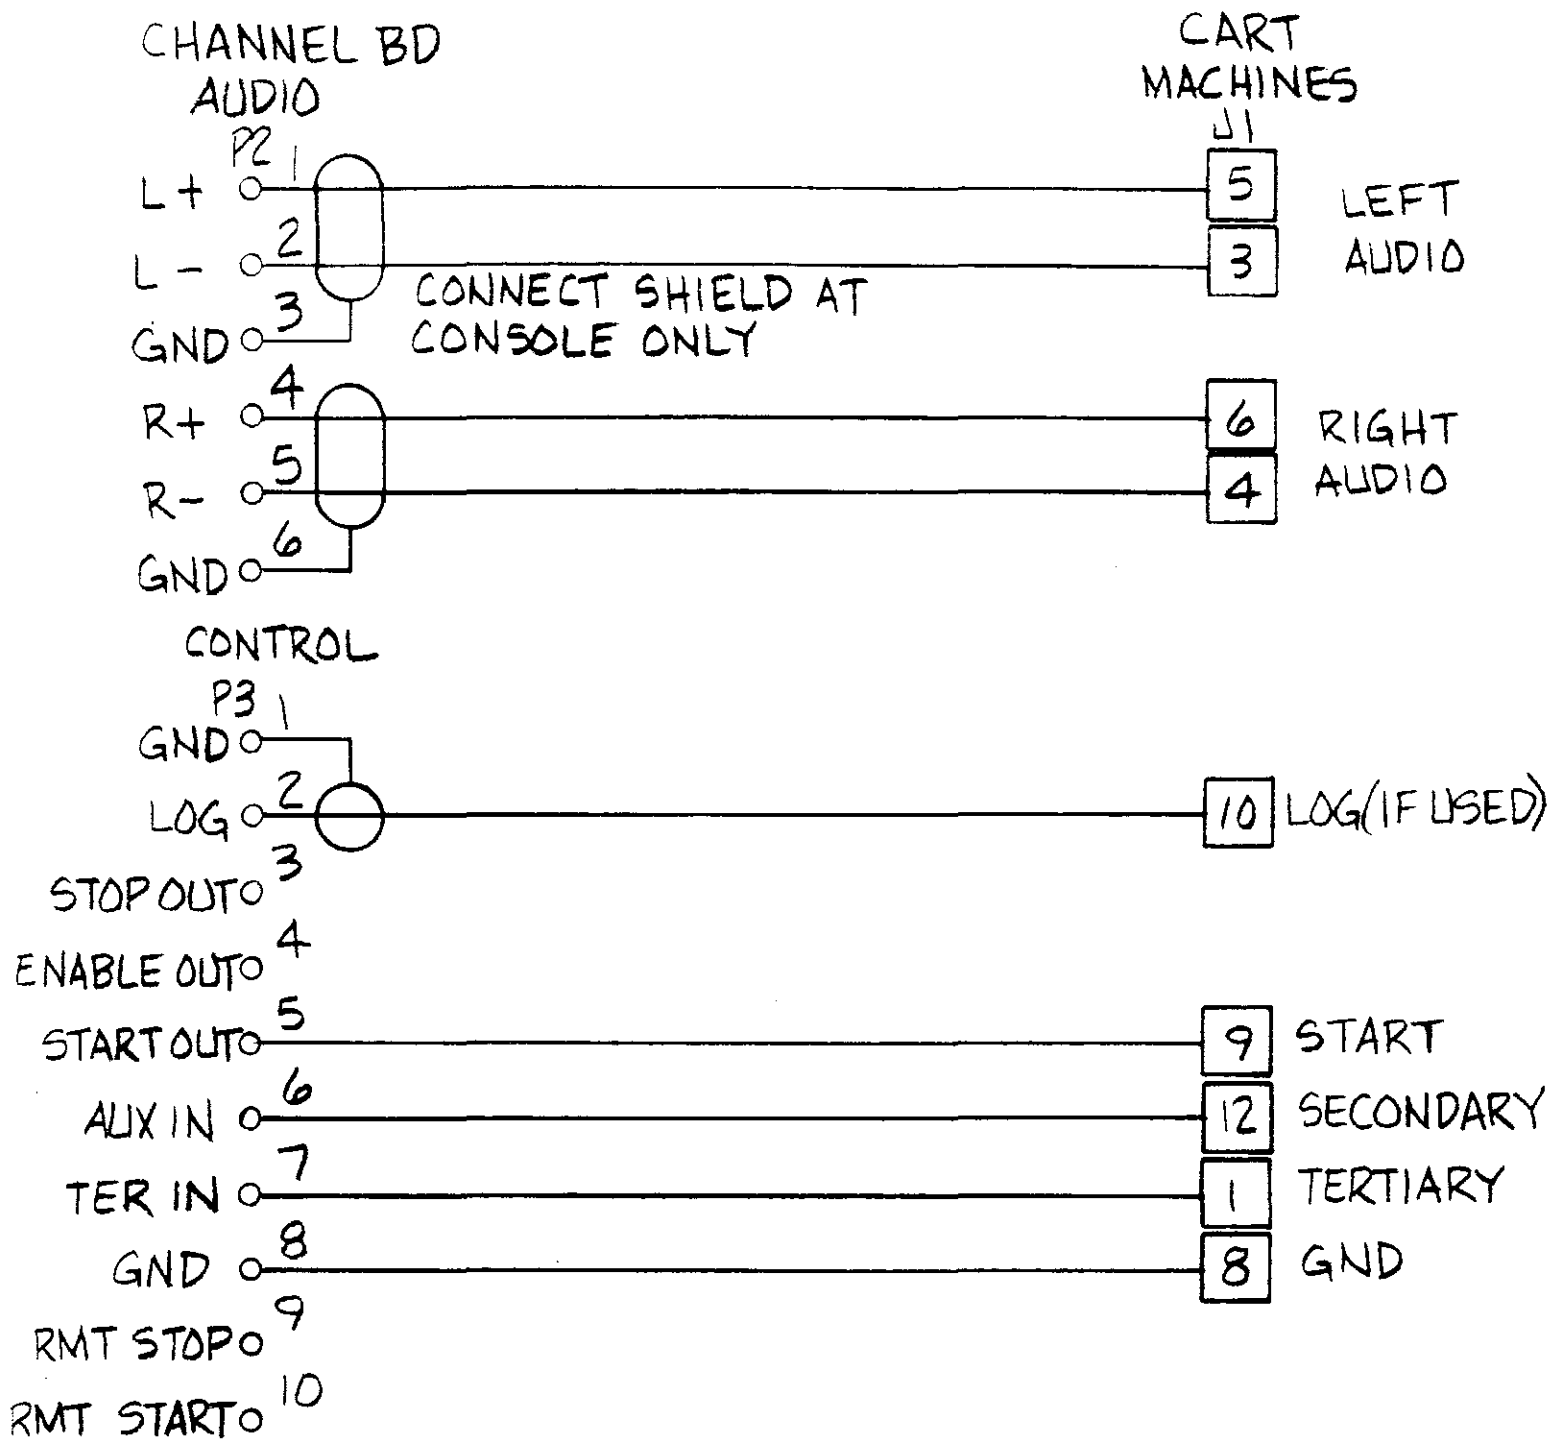 CHANNEL BD
AUDIO
CART
MACHINES
P2
J1
L+ 1 5
LEFT
L- 2 3
AUDIO
CONNECT SHIELD AT
CONSOLE ONLY
GND 3
R+ 4 6
RIGHT
R- 5 4
AUDIO
GND 6
CONTROL
P3
GND 1
LOG 2 10 LOG(IF USED)
STOP OUT 3
ENABLE OUT 4
START OUT 5 9 START
AUX IN 6 12 SECONDARY
TER IN 7 1 TERTIARY
GND 8 8 GND
RMT STOP 9
RMT START 10